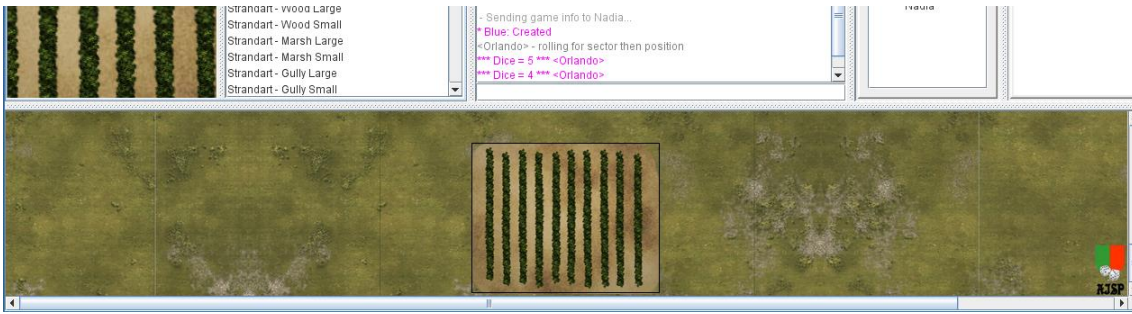 Strandart - Wood Large
Strandart - Wood Small
Strandart - Marsh Large
Strandart - Marsh Small
Strandart - Gully Large
Strandart - Gully Small
- Sending game info to Nadia...
* Blue: Created
<Orlando> - rolling for sector then position
*** Dice = 5 *** <Orlando>
*** Dice = 4 *** <Orlando>
Nadia
AJSP